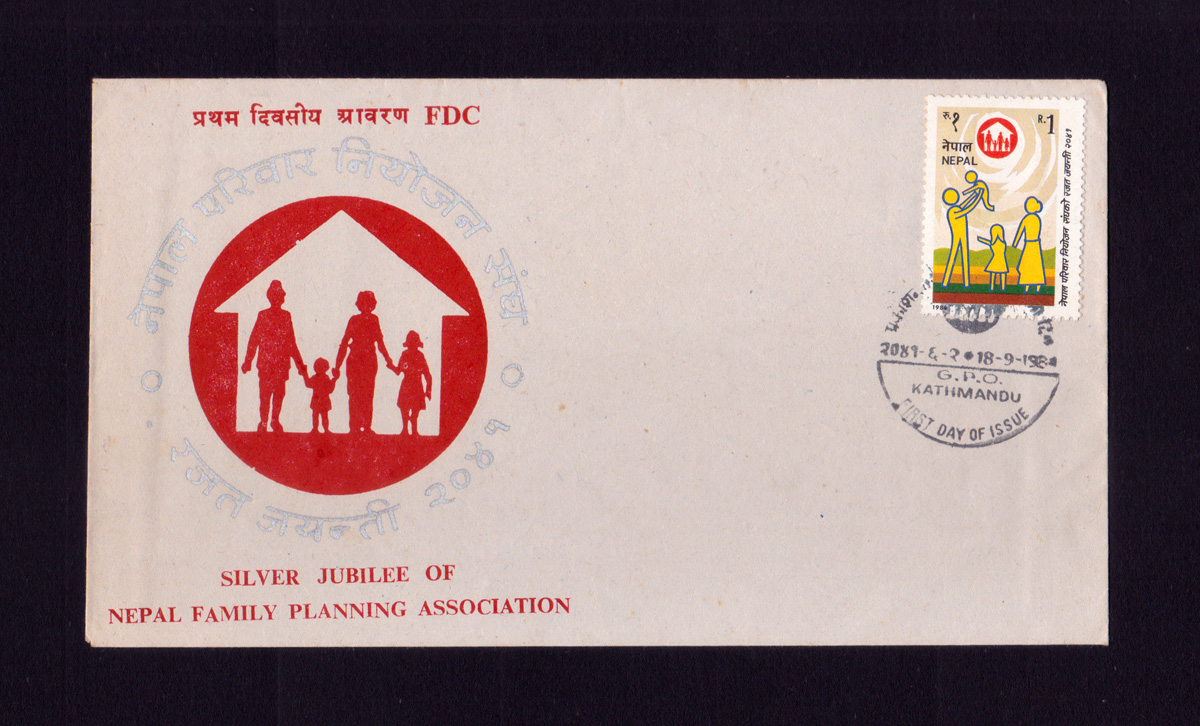 प्रथम दिवसीय आवरण FDC
नेपाल परिवार नियोजन संघ
रजत जयन्ती २०४१
SILVER JUBILEE OF
NEPAL FAMILY PLANNING ASSOCIATION
रु. १
R. 1
नेपाल
NEPAL
नेपाल परिवार नियोजन संघको रजत जयन्ती २०४१
1984
२०४१-६-२ 18-9-1984
G.P.O.
KATHMANDU
FIRST DAY OF ISSUE